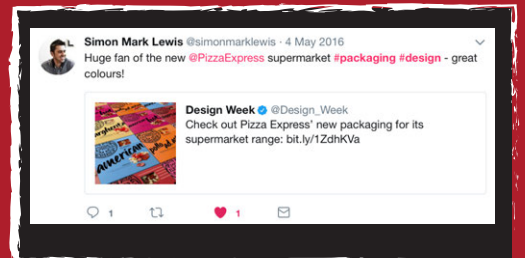 Simon Mark Lewis @simonmarklewis · 4 May 2016
Huge fan of the new @PizzaExpress supermarket #packaging #design - great
colours!
Design Week @Design_Week
Check out Pizza Express' new packaging for its
supermarket range: bit.ly/1ZdhKVa
american
1
1